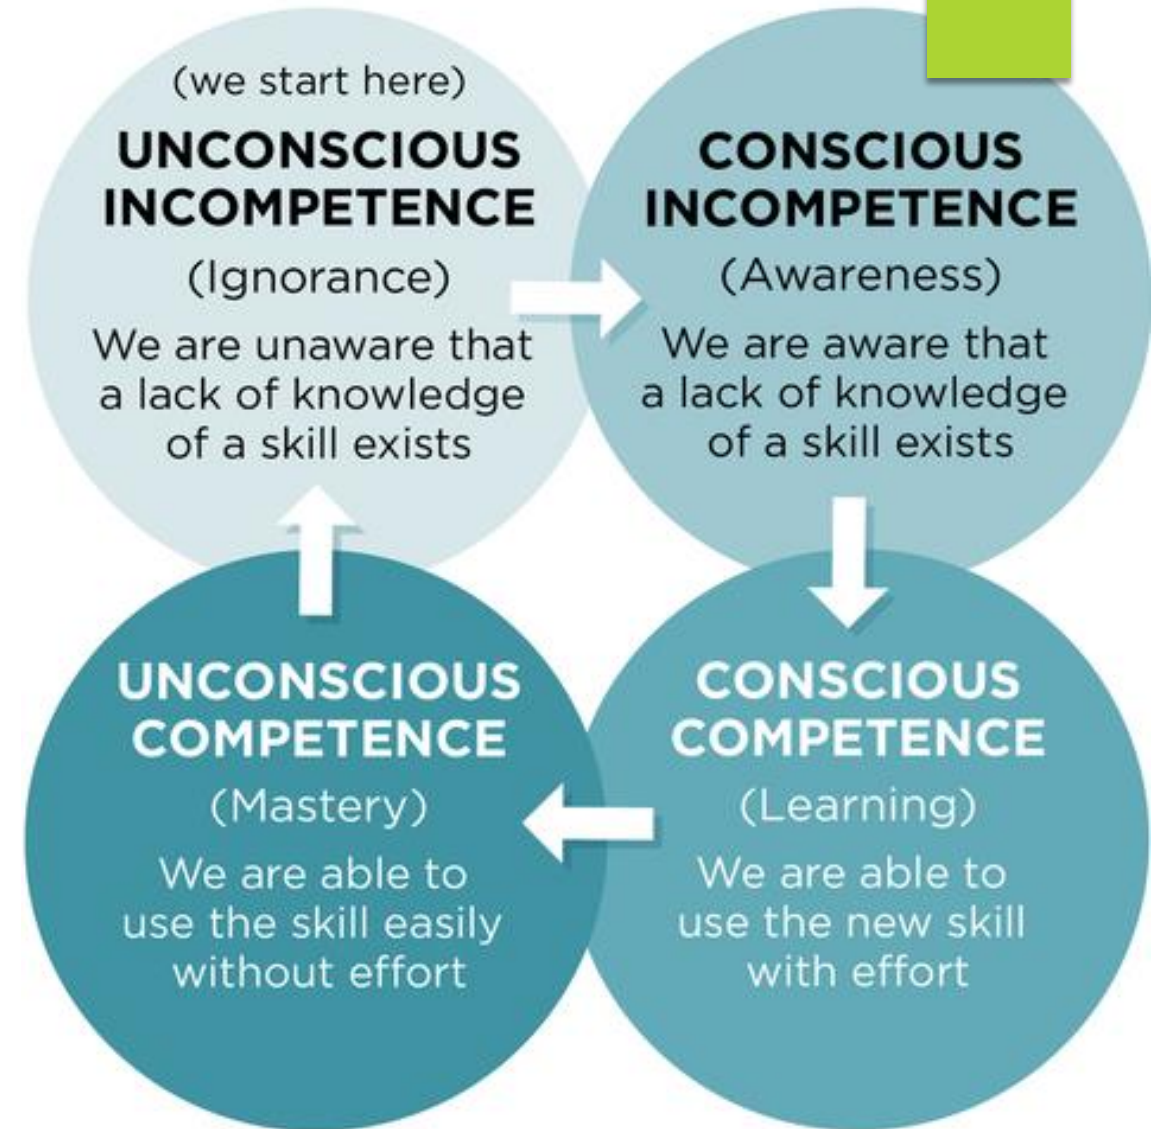 (we start here)
UNCONSCIOUS
INCOMPETENCE
(Ignorance)
We are unaware that
a lack of knowledge
of a skill exists
CONSCIOUS
INCOMPETENCE
(Awareness)
We are aware that
a lack of knowledge
of a skill exists
CONSCIOUS
COMPETENCE
(Learning)
We are able to
use the new skill
with effort
UNCONSCIOUS
COMPETENCE
(Mastery)
We are able to
use the skill easily
without effort